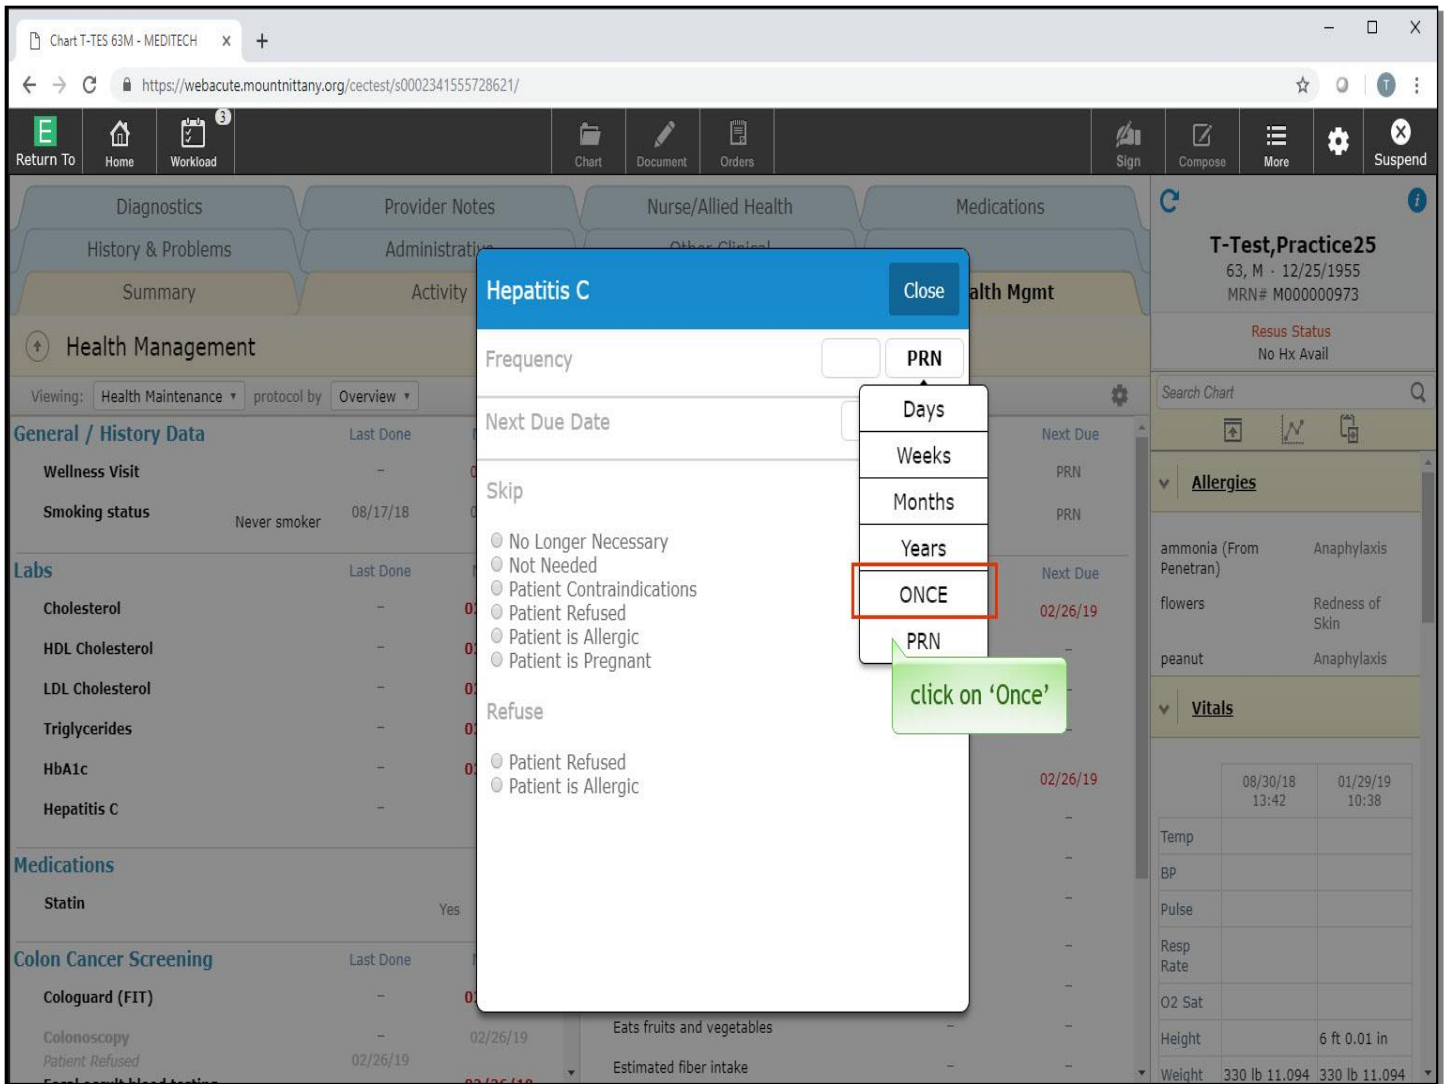 Chart T-TES 63M - MEDITECH
https://webacute.mountnittany.org/cectest/s0002341555728621/
T
E
3
Return To Home Workload Chart Document Orders Sign Compose More Suspend
Diagnostics Provider Notes Nurse/Allied Health Medications
History & Problems
Summary Activity alth Mgmt
Health Management
Viewing: Health Maintenance protocol by Overview
General / History Data Last Done Next Due
Wellness Visit – PRN
Smoking status Never smoker 08/17/18 PRN
Labs Last Done Next Due
Cholesterol – 02/26/19
HDL Cholesterol – –
LDL Cholesterol – –
Triglycerides – –
HbA1c – 02/26/19
Hepatitis C – –
Medications –
Statin Yes –
Colon Cancer Screening Last Done –
Cologuard (FIT) – –
Colonoscopy – 02/26/19
Patient Refused 02/26/19
Eats fruits and vegetables – –
Estimated fiber intake – –
Hepatitis C Close
Frequency PRN
Next Due Date
Skip
No Longer Necessary
Not Needed
Patient Contraindications
Patient Refused
Patient is Allergic
Patient is Pregnant
Refuse
Patient Refused
Patient is Allergic
Days
Weeks
Months
Years
ONCE
PRN
click on ‘Once’
T-Test,Practice25
63, M · 12/25/1955
MRN# M000000973
Resus Status
No Hx Avail
Search Chart
Allergies
ammonia (From Anaphylaxis
Penetran)
flowers Redness of
Skin
peanut Anaphylaxis
Vitals
08/30/18 01/29/19
13:42 10:38
Temp
BP
Pulse
Resp
Rate
O2 Sat
Height 6 ft 0.01 in
Weight 330 lb 11.094 330 lb 11.094